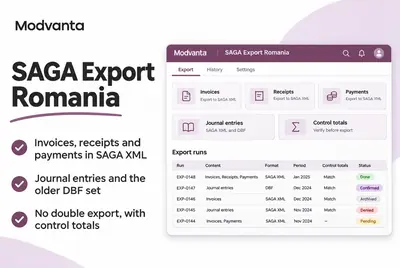 Modvanta
SAGA Export
Romania
Invoices, receipts and
payments in SAGA XML
Journal entries and the
older DBF set
No double export, with
control totals
Modvanta
SAGA Export Romania
Export
History
Settings
Invoices
Export to SAGA XML
Receipts
Export to SAGA XML
Payments
Export to SAGA XML
Journal entries
SAGA XML and DBF
Control totals
Verify before export
Export runs
Run Content Format Period Control totals Status
EXP-0148 Invoices, Receipts, Payments SAGA XML Jan 2025 Match
EXP-0147 Journal entries DBF Dec 2024 Match Confirmed
EXP-0146 Invoices SAGA XML Dec 2024 Match Archived
EXP-0145 Journal entries SAGA XML Nov 2024 Match Denied
EXP-0144 Invoices, Payments SAGA XML Nov 2024 – Pending